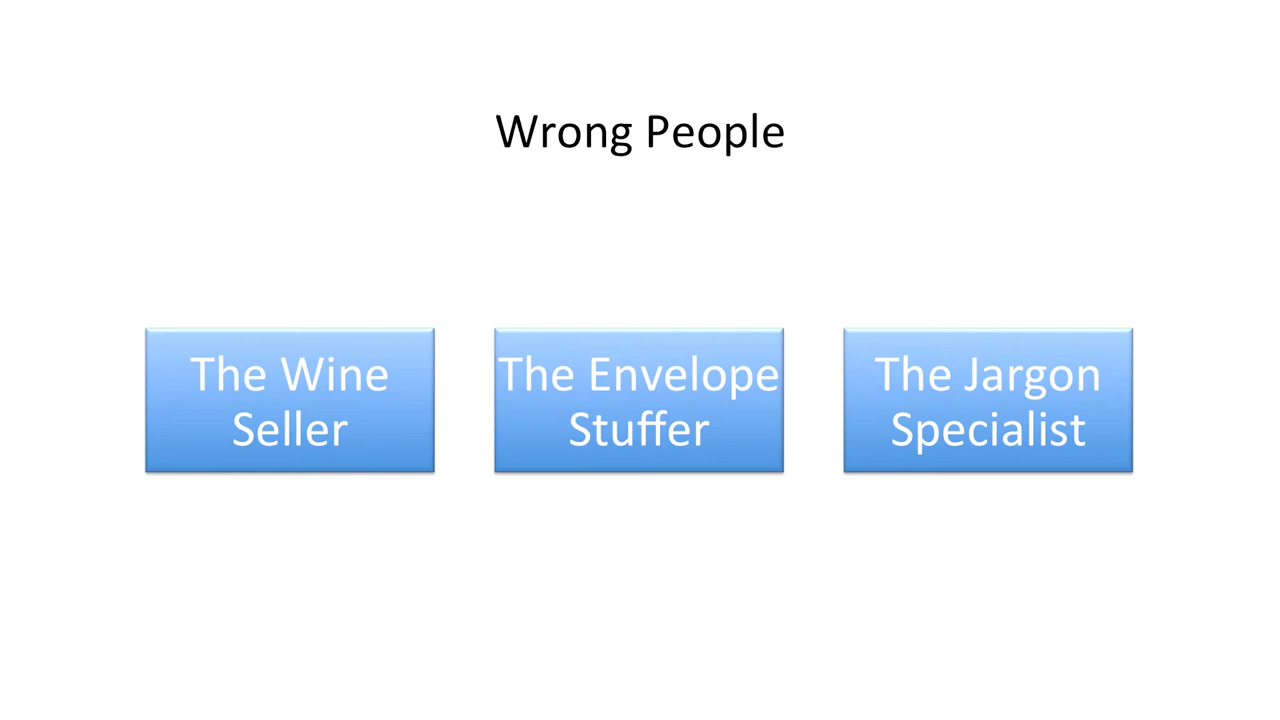 Wrong People
The Wine
Seller
The Envelope
Stuffer
The Jargon
Specialist